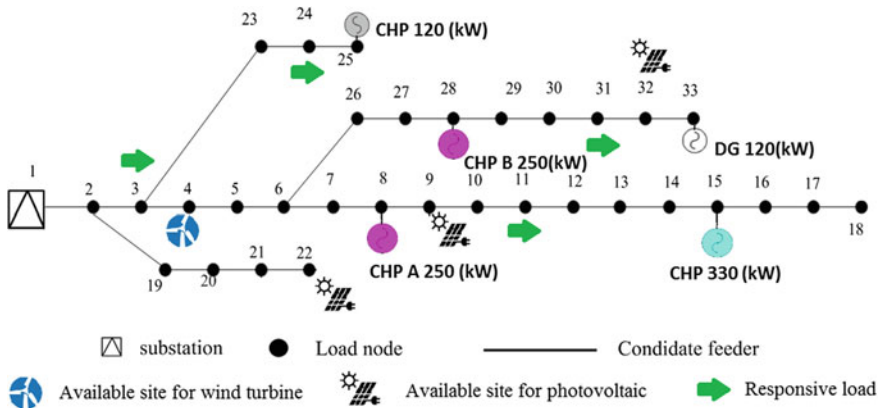 23 24 CHP 120 (kW)
25
26 27 28 29 30 31 32 33
CHP B 250(kW) DG 120(kW)
1 2 3 4 5 6 7 8 9 10 11 12 13 14 15 16 17
18
CHP A 250 (kW) CHP 330 (kW)
19 20 21 22
substation Load node Condidate feeder
Available site for wind turbine Available site for photovoltaic Responsive load